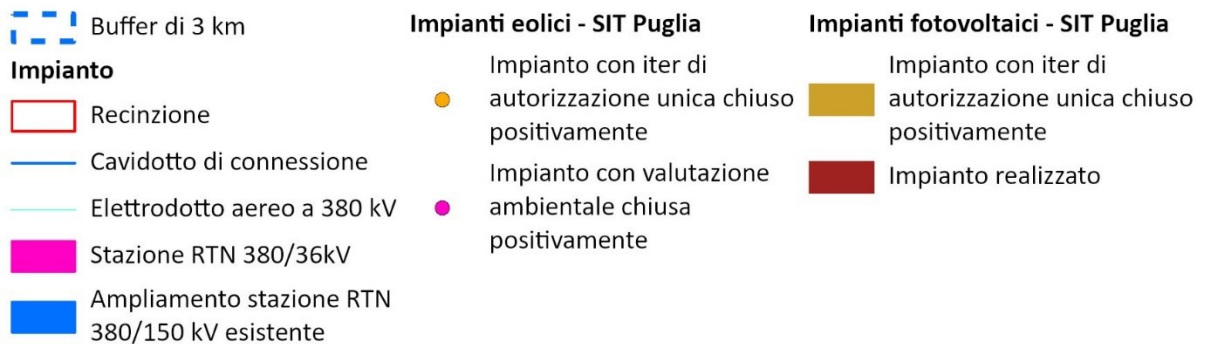 Buffer di 3 km
Impianto
Recinzione
Cavidotto di connessione
Elettrodotto aereo a 380 kV
Stazione RTN 380/36kV
Ampliamento stazione RTN
380/150 kV esistente
Impianti eolici - SIT Puglia
Impianto con iter di
autorizzazione unica chiuso
positivamente
Impianto con valutazione
ambientale chiusa
positivamente
Impianti fotovoltaici - SIT Puglia
Impianto con iter di
autorizzazione unica chiuso
positivamente
Impianto realizzato